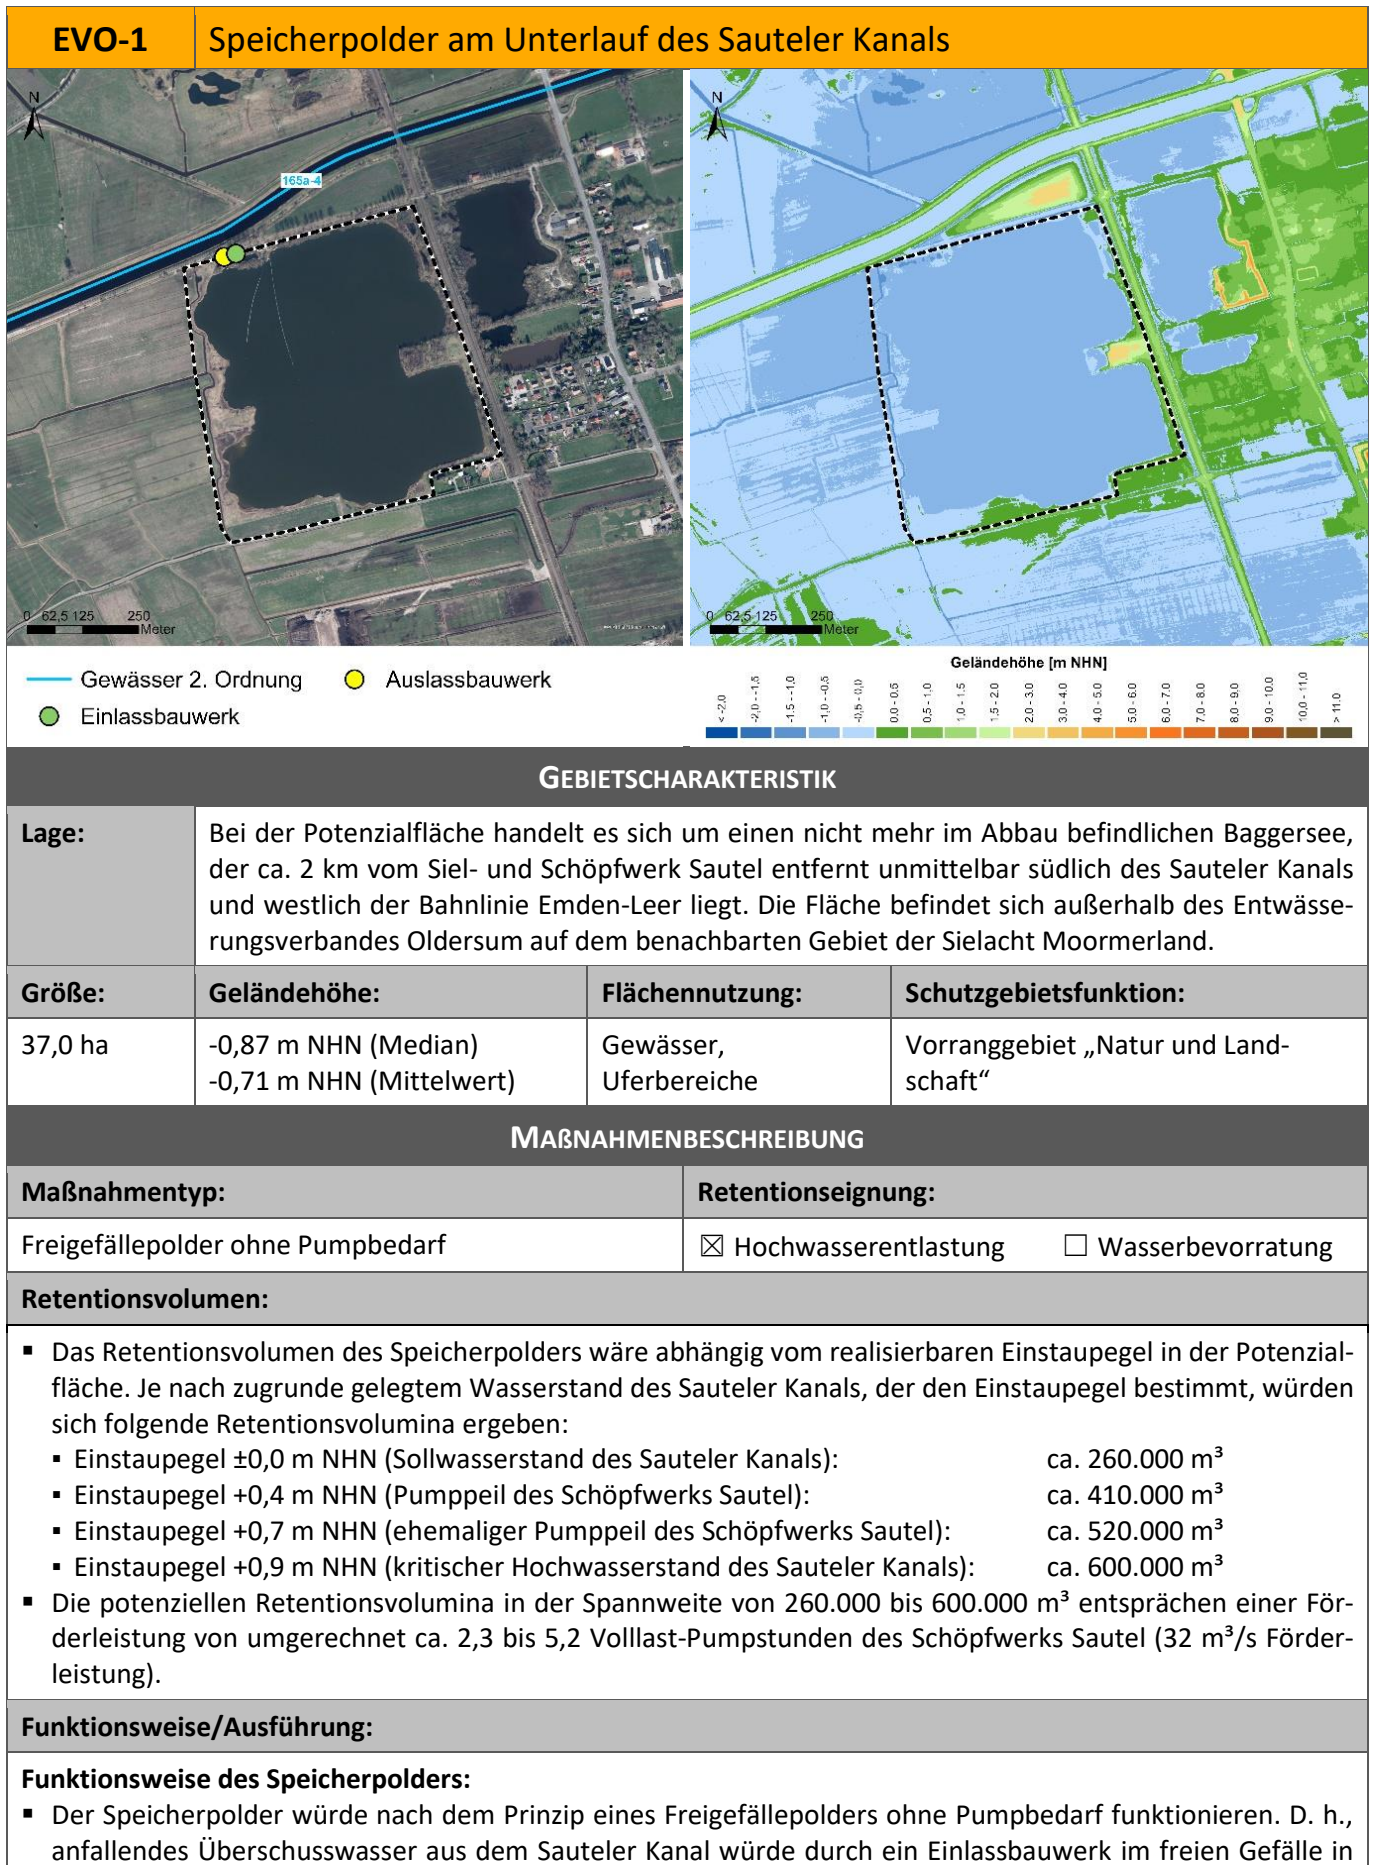 EVO-1 Speicherpolder am Unterlauf des Sauteler Kanals
N
165a-4
0 62,5 125 250
Meter
N
0 62,5 125 250
Meter
Gewässer 2. Ordnung Auslassbauwerk
Einlassbauwerk
Geländehöhe [m NHN]
< -2,0 -2,0 - -1,5 -1,5 - -1,0 -1,0 - -0,5 -0,5 - 0,0 0,0 - 0,5 0,5 - 1,0 1,0 - 1,5 1,5 - 2,0 2,0 - 3,0 3,0 - 4,0 4,0 - 5,0 5,0 - 6,0 6,0 - 7,0 7,0 - 8,0 8,0 - 9,0 9,0 - 10,0 10,0 - 11,0 > 11,0
GEBIETSCHARAKTERISTIK
Lage: Bei der Potenzialfläche handelt es sich um einen nicht mehr im Abbau befindlichen Baggersee,
der ca. 2 km vom Siel- und Schöpfwerk Sautel entfernt unmittelbar südlich des Sauteler Kanals
und westlich der Bahnlinie Emden-Leer liegt. Die Fläche befindet sich außerhalb des Entwässe-
rungsverbandes Oldersum auf dem benachbarten Gebiet der Sielacht Moormerland.
Größe: Geländehöhe: Flächennutzung: Schutzgebietsfunktion:
37,0 ha -0,87 m NHN (Median) Gewässer, Vorranggebiet „Natur und Land-
-0,71 m NHN (Mittelwert) Uferbereiche schaft“
MAßNAHMENBESCHREIBUNG
Maßnahmentyp: Retentionseignung:
Freigefällepolder ohne Pumpbedarf ☒ Hochwasserentlastung ☐ Wasserbevorratung
Retentionsvolumen:
▪ Das Retentionsvolumen des Speicherpolders wäre abhängig vom realisierbaren Einstaupegel in der Potenzial-
fläche. Je nach zugrunde gelegtem Wasserstand des Sauteler Kanals, der den Einstaupegel bestimmt, würden
sich folgende Retentionsvolumina ergeben:
▪ Einstaupegel ±0,0 m NHN (Sollwasserstand des Sauteler Kanals): ca. 260.000 m³
▪ Einstaupegel +0,4 m NHN (Pumppeil des Schöpfwerks Sautel): ca. 410.000 m³
▪ Einstaupegel +0,7 m NHN (ehemaliger Pumppeil des Schöpfwerks Sautel): ca. 520.000 m³
▪ Einstaupegel +0,9 m NHN (kritischer Hochwasserstand des Sauteler Kanals): ca. 600.000 m³
▪ Die potenziellen Retentionsvolumina in der Spannweite von 260.000 bis 600.000 m³ entsprächen einer För-
derleistung von umgerechnet ca. 2,3 bis 5,2 Volllast-Pumpstunden des Schöpfwerks Sautel (32 m³/s Förder-
leistung).
Funktionsweise/Ausführung:
Funktionsweise des Speicherpolders:
▪ Der Speicherpolder würde nach dem Prinzip eines Freigefällepolders ohne Pumpbedarf funktionieren. D. h.,
anfallendes Überschusswasser aus dem Sauteler Kanal würde durch ein Einlassbauwerk im freien Gefälle in